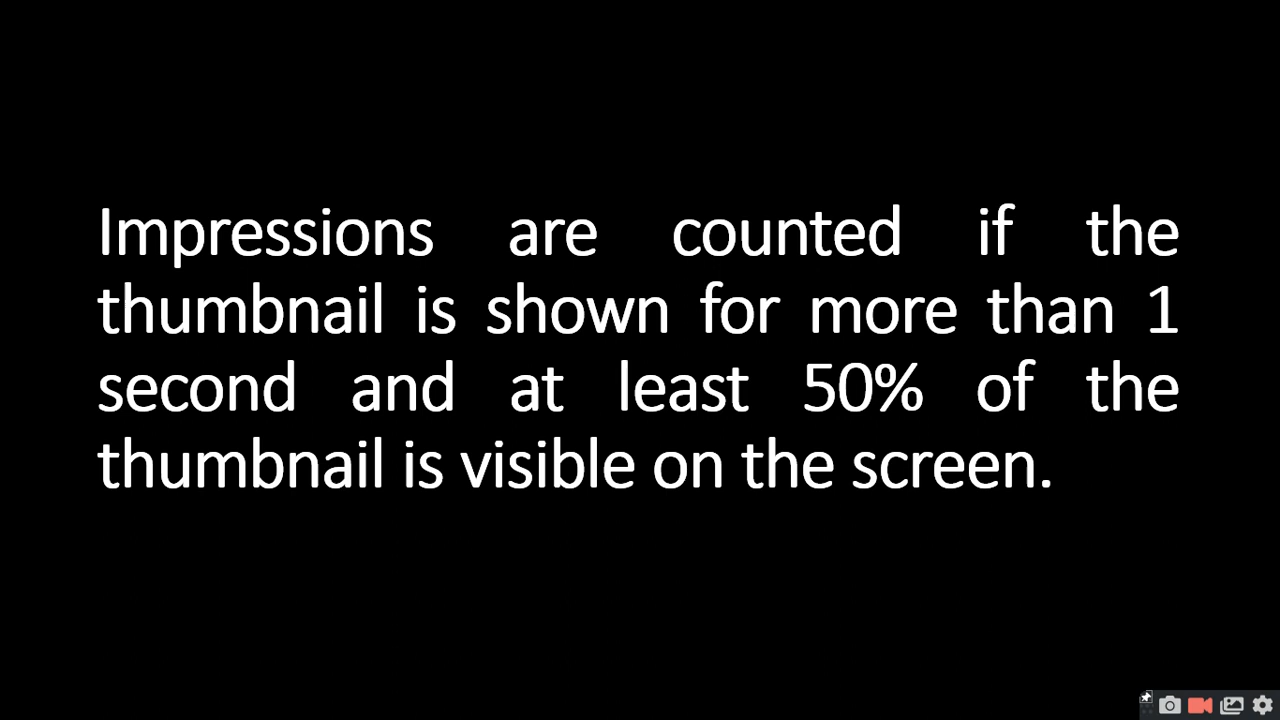 Impressions are counted if the
thumbnail is shown for more than 1
second and at least 50% of the
thumbnail is visible on the screen.